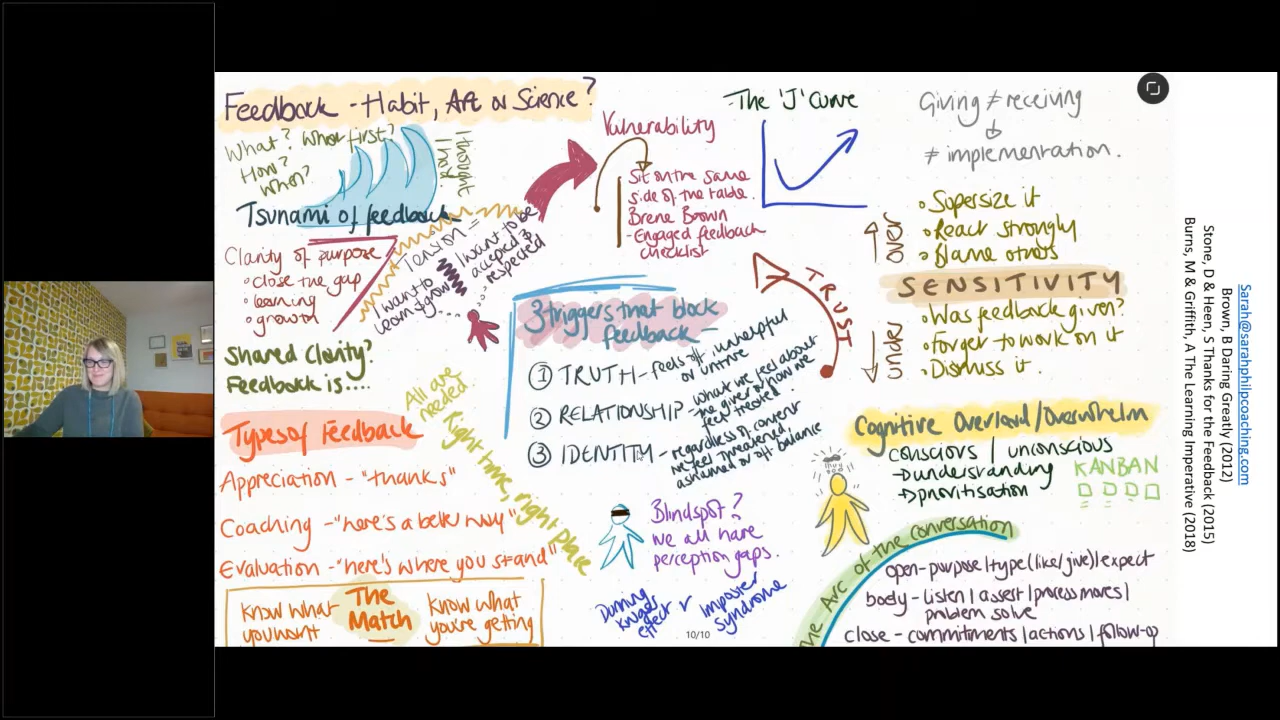 Feedback - Habit, Art or Science?
What? Who first?
How?
When?
I thought
I had
Tsunami of feedback
Clarity of purpose
close the gap
learning
growth
Shared Clarity?
Feedback is.....
Tension =
I want to
learn & grow
I want to be
accepted &
respected
Vulnerability
Sit on the same
side of the table.
Brene Brown
- Engaged feedback
checklist
The 'J' Curve
Giving ≠ receiving
≠ implementation.
OVER
Supersize it
React strongly
Blame others
SENSITIVITY
UNDER
Was feedback given?
Forget to work on it
Dismiss it.
TRUST
3 triggers that block
feedback -
1 TRUTH - feels off, unhelpful
or untrue
2 RELATIONSHIP - what we feel about
the giver or how we
feel treated.
3 IDENTITY - regardless of content
we feel threatened,
ashamed or off balance
All are
needed
Right time, right place
Types of Feedback
Appreciation - "thanks"
Coaching - "here's a better way"
Evaluation - "here's where you stand"
Know what
you want
The
Match
Know what
you're getting
Blindspot?
we all have
perception gaps.
Dunning
Kruger
effect
Imposter
Syndrome
10/10
Cognitive Overload/Overwhelm
conscious / unconscious
understanding
prioritisation
KANBAN
The Arc of the conversation
open - purpose | type (like/give) | expect
body - Listen | assert | process moves |
problem solve
close - commitments | actions | follow-up
Sarah@sarahphilpcoaching.com
Brown, B Daring Greatly (2012)
Stone, D & Heen, S Thanks for the Feedback (2015)
Burns, M & Griffith, A The Learning Imperative (2018)